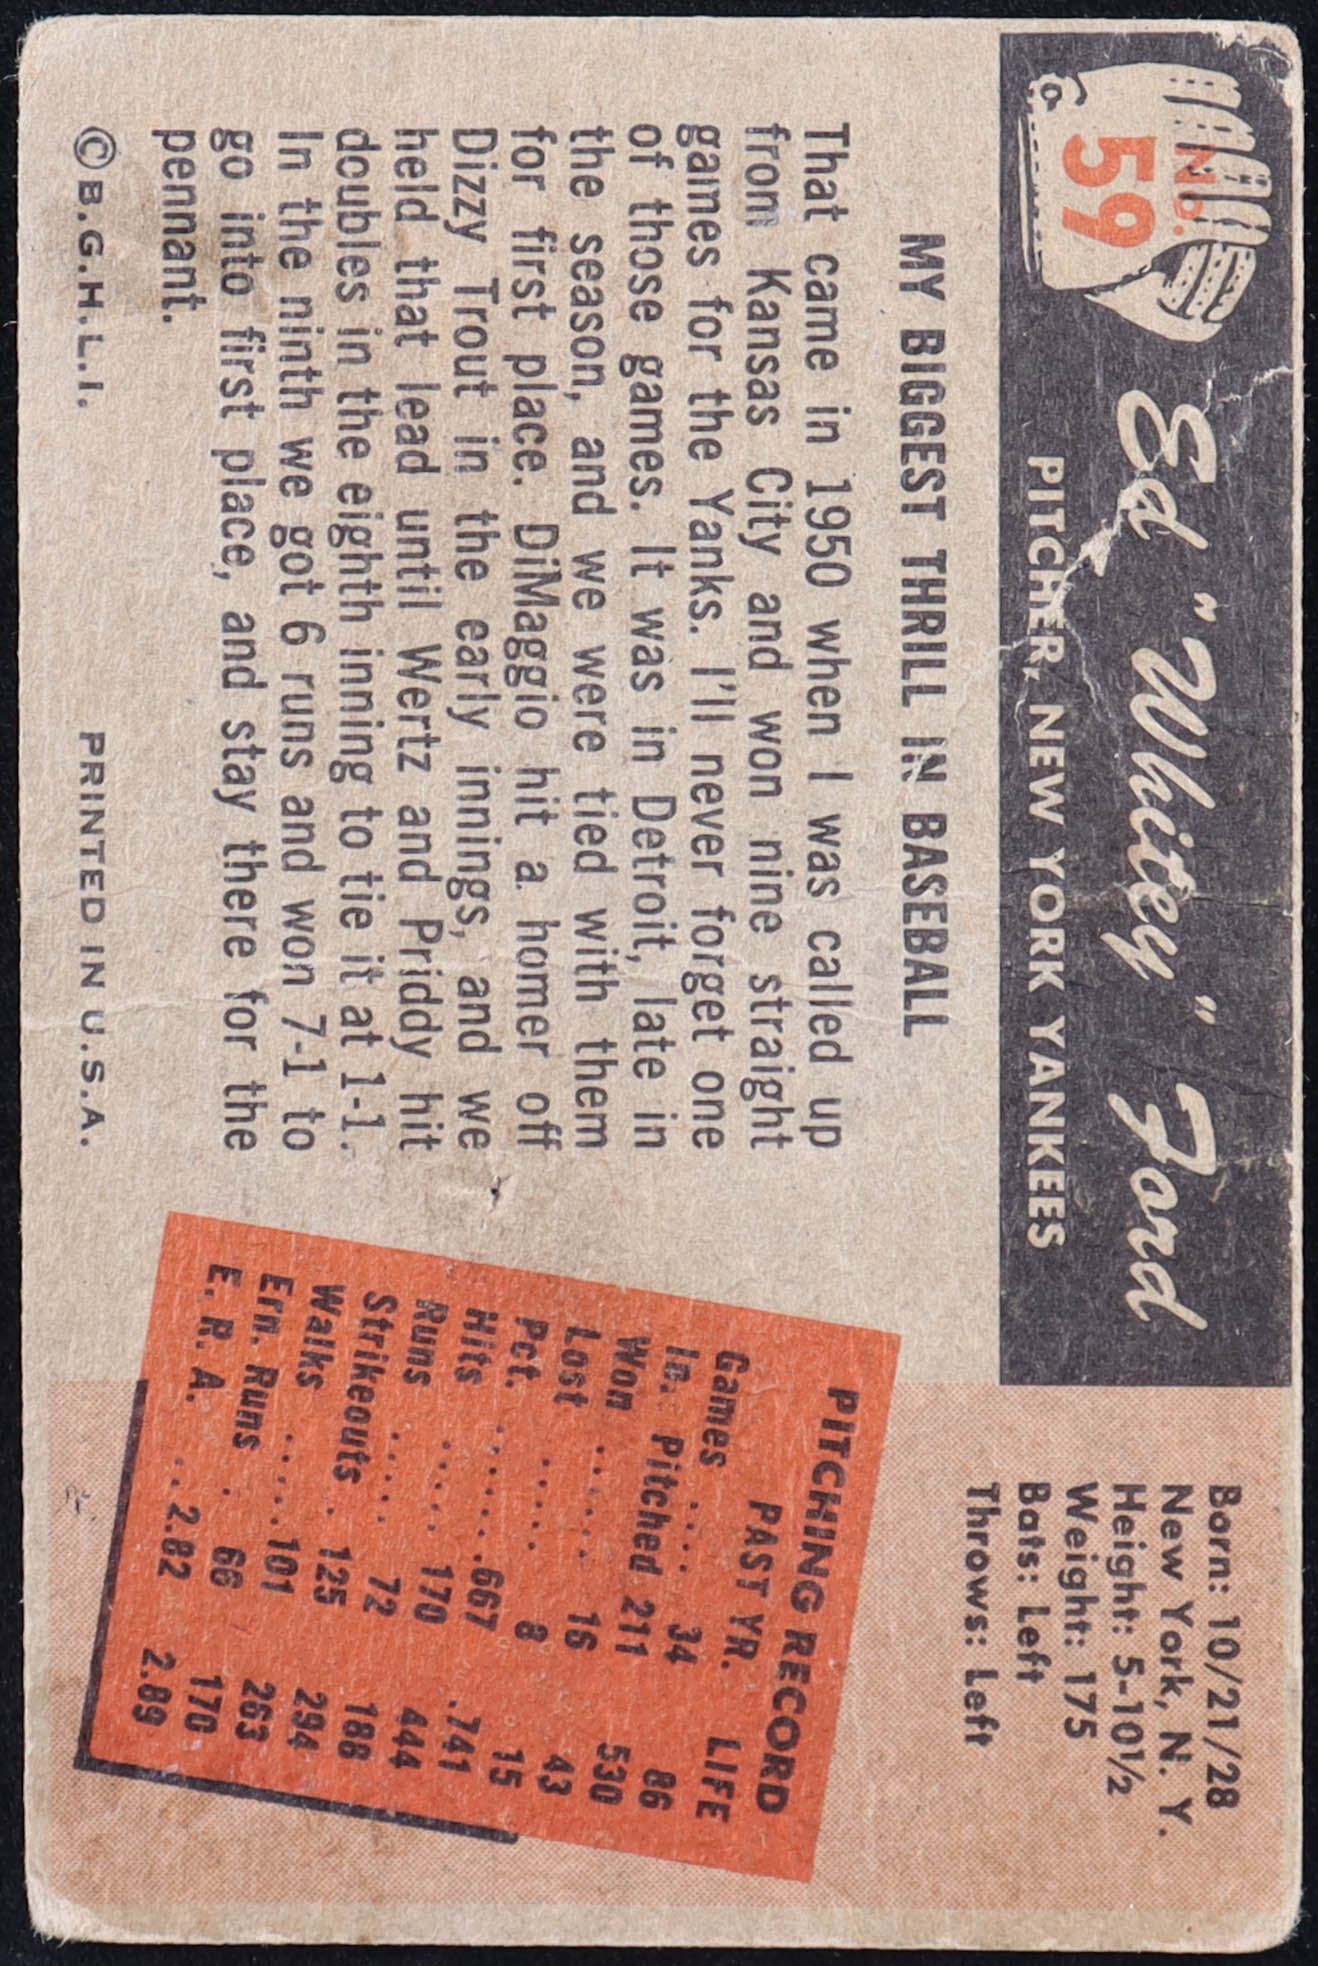 No.
59
Ed "Whitey" Ford
PITCHER, NEW YORK YANKEES
Born: 10/21/28
New York, N. Y.
Height: 5-10½
Weight: 175
Bats: Left
Throws: Left
MY BIGGEST THRILL IN BASEBALL
That came in 1950 when I was called up
from Kansas City and won nine straight
games for the Yanks. I'll never forget one
of those games. It was in Detroit, late in
the season, and we were tied with them
for first place. DiMaggio hit a homer off
Dizzy Trout in the early innings, and we
held that lead until Wertz and Priddy hit
doubles in the eighth inning to tie it at 1-1.
In the ninth we got 6 runs and won 7-1 to
go into first place, and stay there for the
pennant.
©B.G.H.L.I. PRINTED IN U.S.A.
PITCHING RECORD
PAST YR. LIFE
Games ..... 34 86
In. Pitched 211 530
Won ...... 16 43
Lost ..... 8 15
Pct. ...... .667 .741
Hits ..... 170 444
Runs ..... 72 188
Strikeouts . 125 294
Walks ..... 101 263
Ern. Runs . 66 170
E. R. A. .. 2.82 2.89